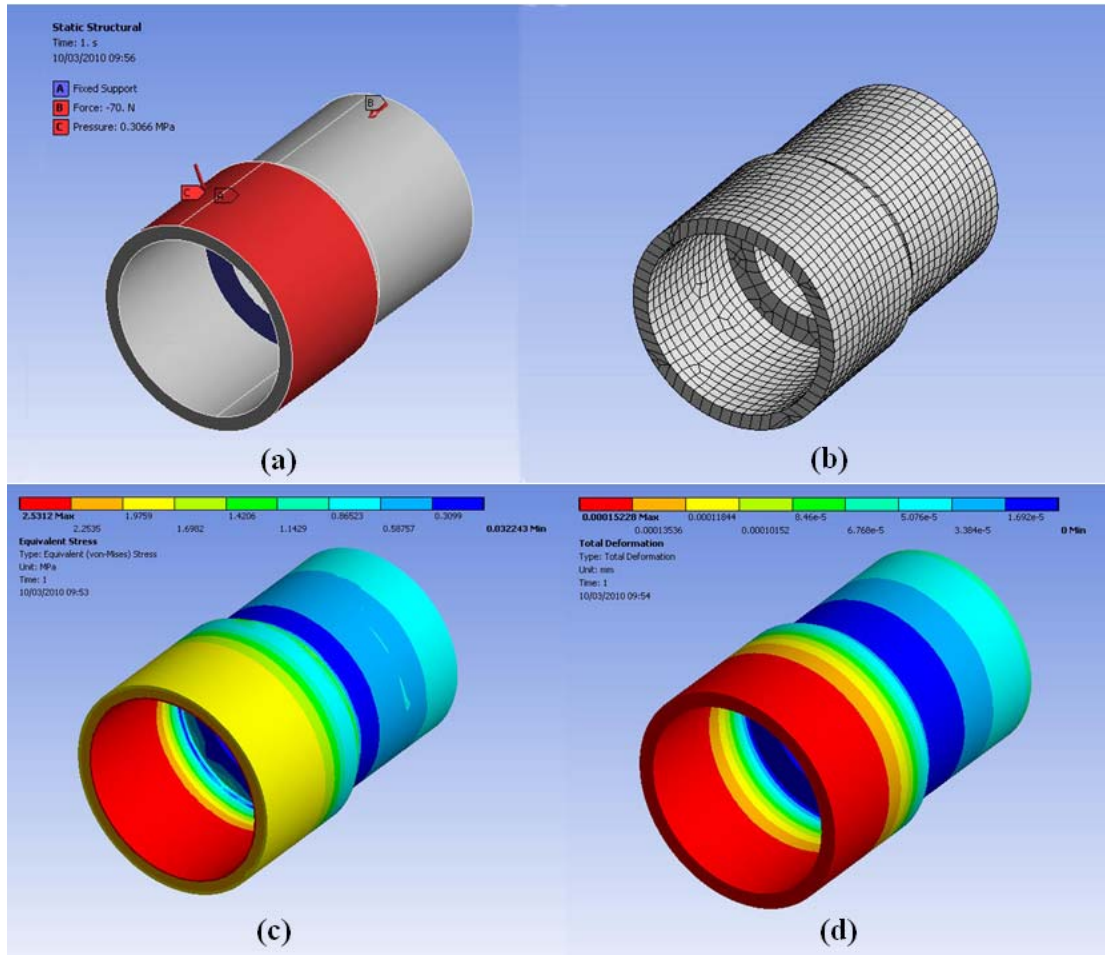 Static Structural
Time: 1. s
10/03/2010 09:56
A Fixed Support
B Force: -70. N
C Pressure: 0.3066 MPa
B
C
A
(a)
(b)
2.5312 Max 1.9759 1.4206 0.86523 0.3099
2.2535 1.6982 1.1429 0.58757 0.032243 Min
Equivalent Stress
Type: Equivalent (von-Mises) Stress
Unit: MPa
Time: 1
10/03/2010 09:53
(c)
0.00015228 Max 0.00011844 8.46e-5 5.076e-5 1.692e-5
0.00013536 0.00010152 6.768e-5 3.384e-5 0 Min
Total Deformation
Type: Total Deformation
Unit: mm
Time: 1
10/03/2010 09:54
(d)